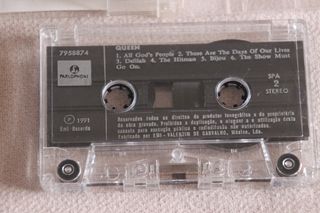 7958874
QUEEN
1. All God's People 2. These Are The Days Of Our Lives
3. Delilah 4. The Hitman 5. Bijou 6. The Show Must
Go On.
PARLOPHONE
SPA
2
STEREO
℗ 1991
Emi Records
Reservados todos os direitos do produtor fonográfico e do proprietário
da obra gravada. Proibidas a duplicação, o aluguer e a utilização desta
cassete para execução pública e radiodifusão não autorizados.
Fabricado por EMI - VALENTIM DE CARVALHO, Música, Lda.